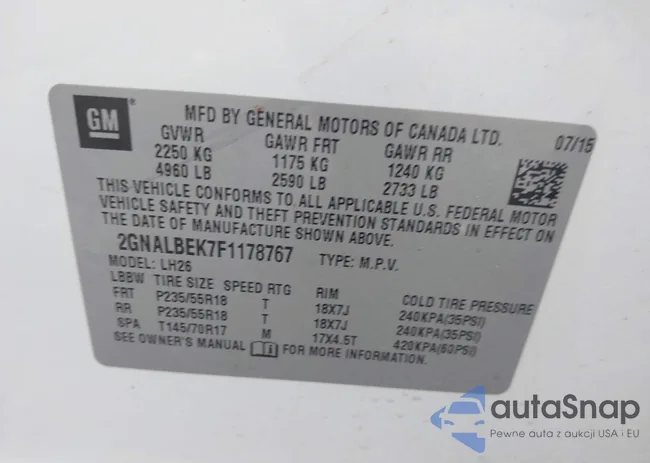 GM
MFD BY GENERAL MOTORS OF CANADA LTD.
07/15
GVWR GAWR FRT GAWR RR
2250 KG 1175 KG 1240 KG
4960 LB 2590 LB 2733 LB
THIS VEHICLE CONFORMS TO ALL APPLICABLE U.S. FEDERAL MOTOR
VEHICLE SAFETY AND THEFT PREVENTION STANDARDS IN EFFECT ON
THE DATE OF MANUFACTURE SHOWN ABOVE.
2GNALBEK7F1178767 TYPE: M.P.V.
MODEL: LH26
LBBW TIRE SIZE SPEED RTG RIM COLD TIRE PRESSURE
FRT P235/55R18 T 18X7J 240KPA(35PSI)
RR P235/55R18 T 18X7J 240KPA(35PSI)
SPA T145/70R17 M 17X4.5T 420KPA(60PSI)
SEE OWNER'S MANUAL FOR MORE INFORMATION.
autaSnap
Pewne auta z aukcji USA i EU